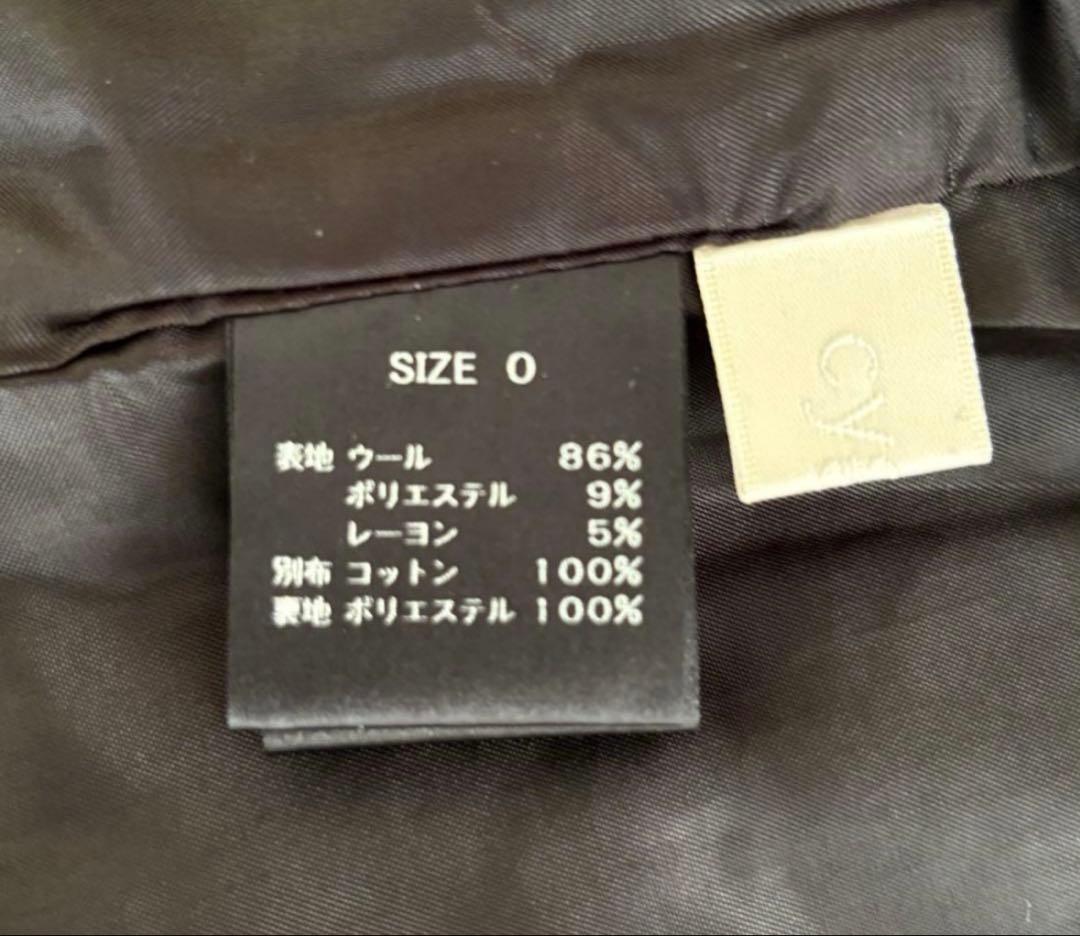 SIZE 0
表地 ウール 86%
ポリエステル 9%
レーヨン 5%
別布 コットン 100%
裏地 ポリエステル 100%